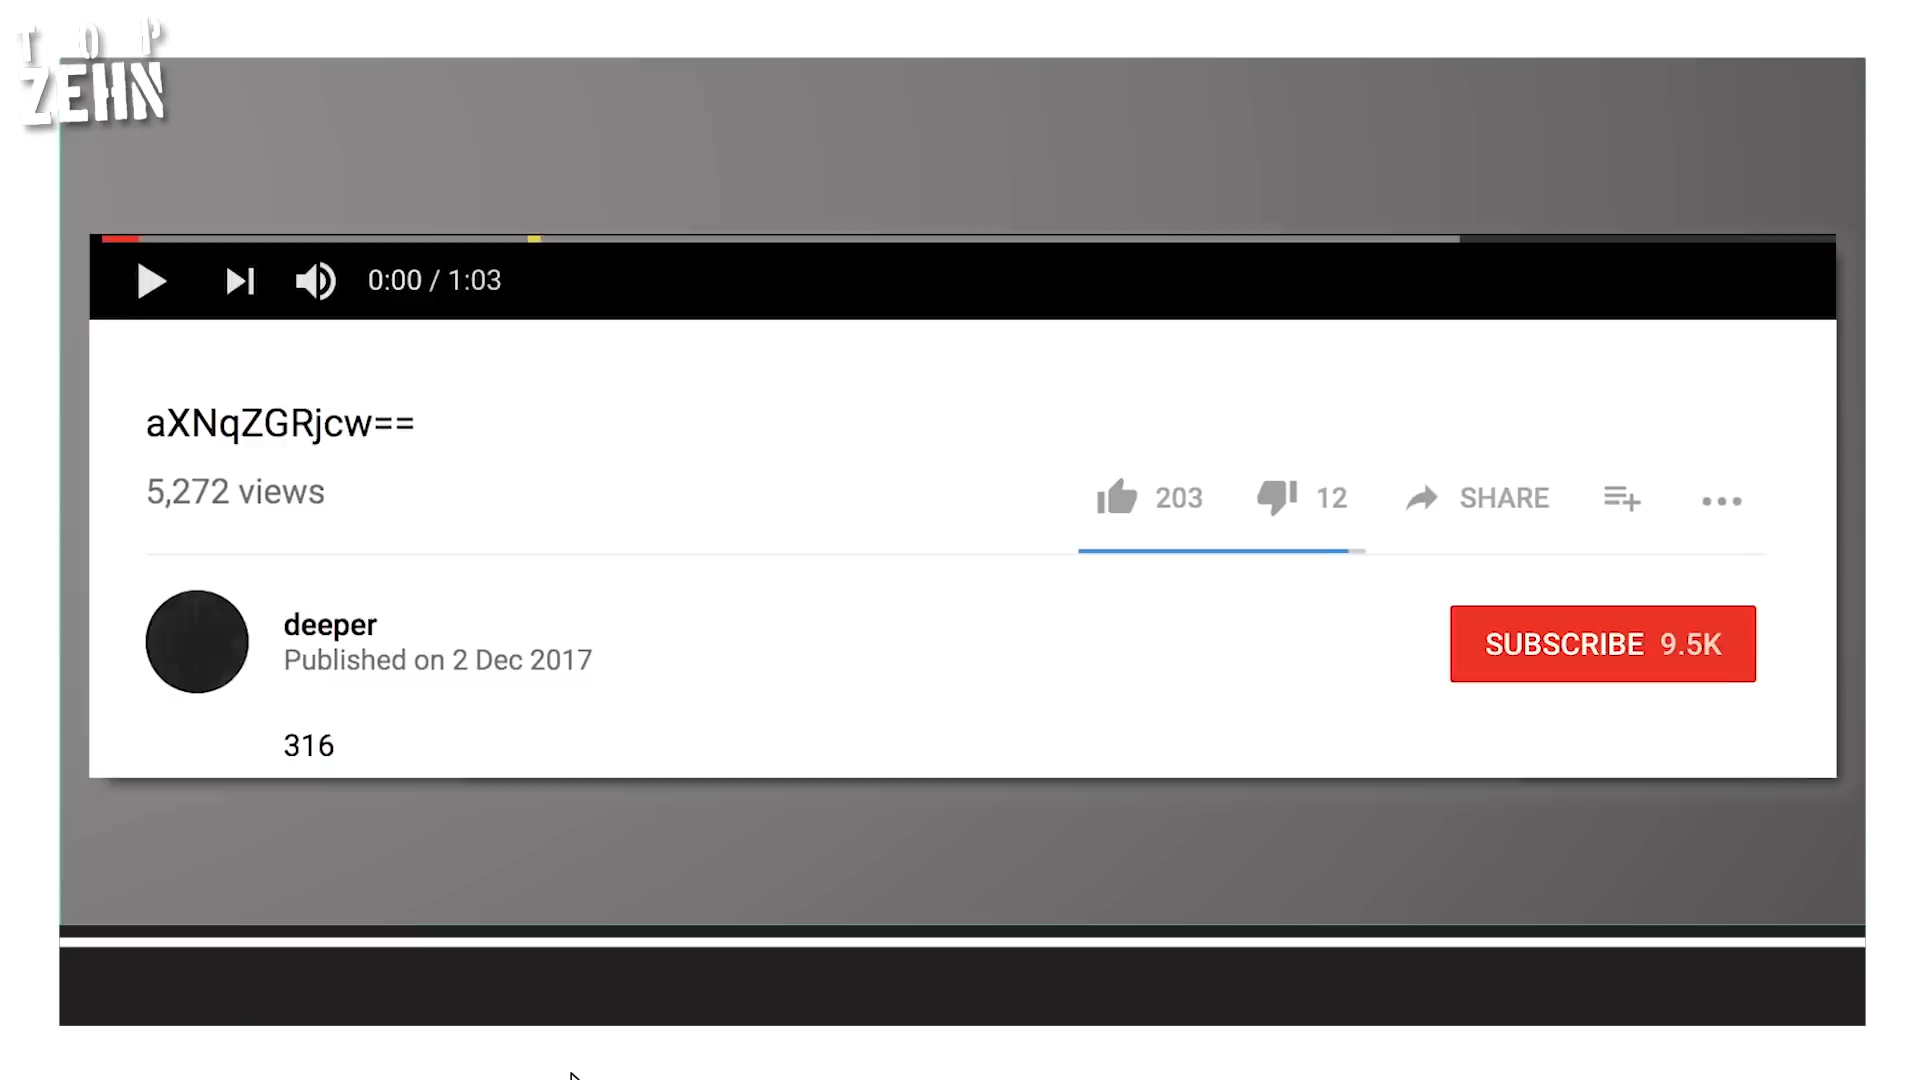 TOP
ZEHN
0:00 / 1:03
aXNqZGRjcw==
5,272 views
203 12 SHARE
deeper
Published on 2 Dec 2017
SUBSCRIBE 9.5K
316